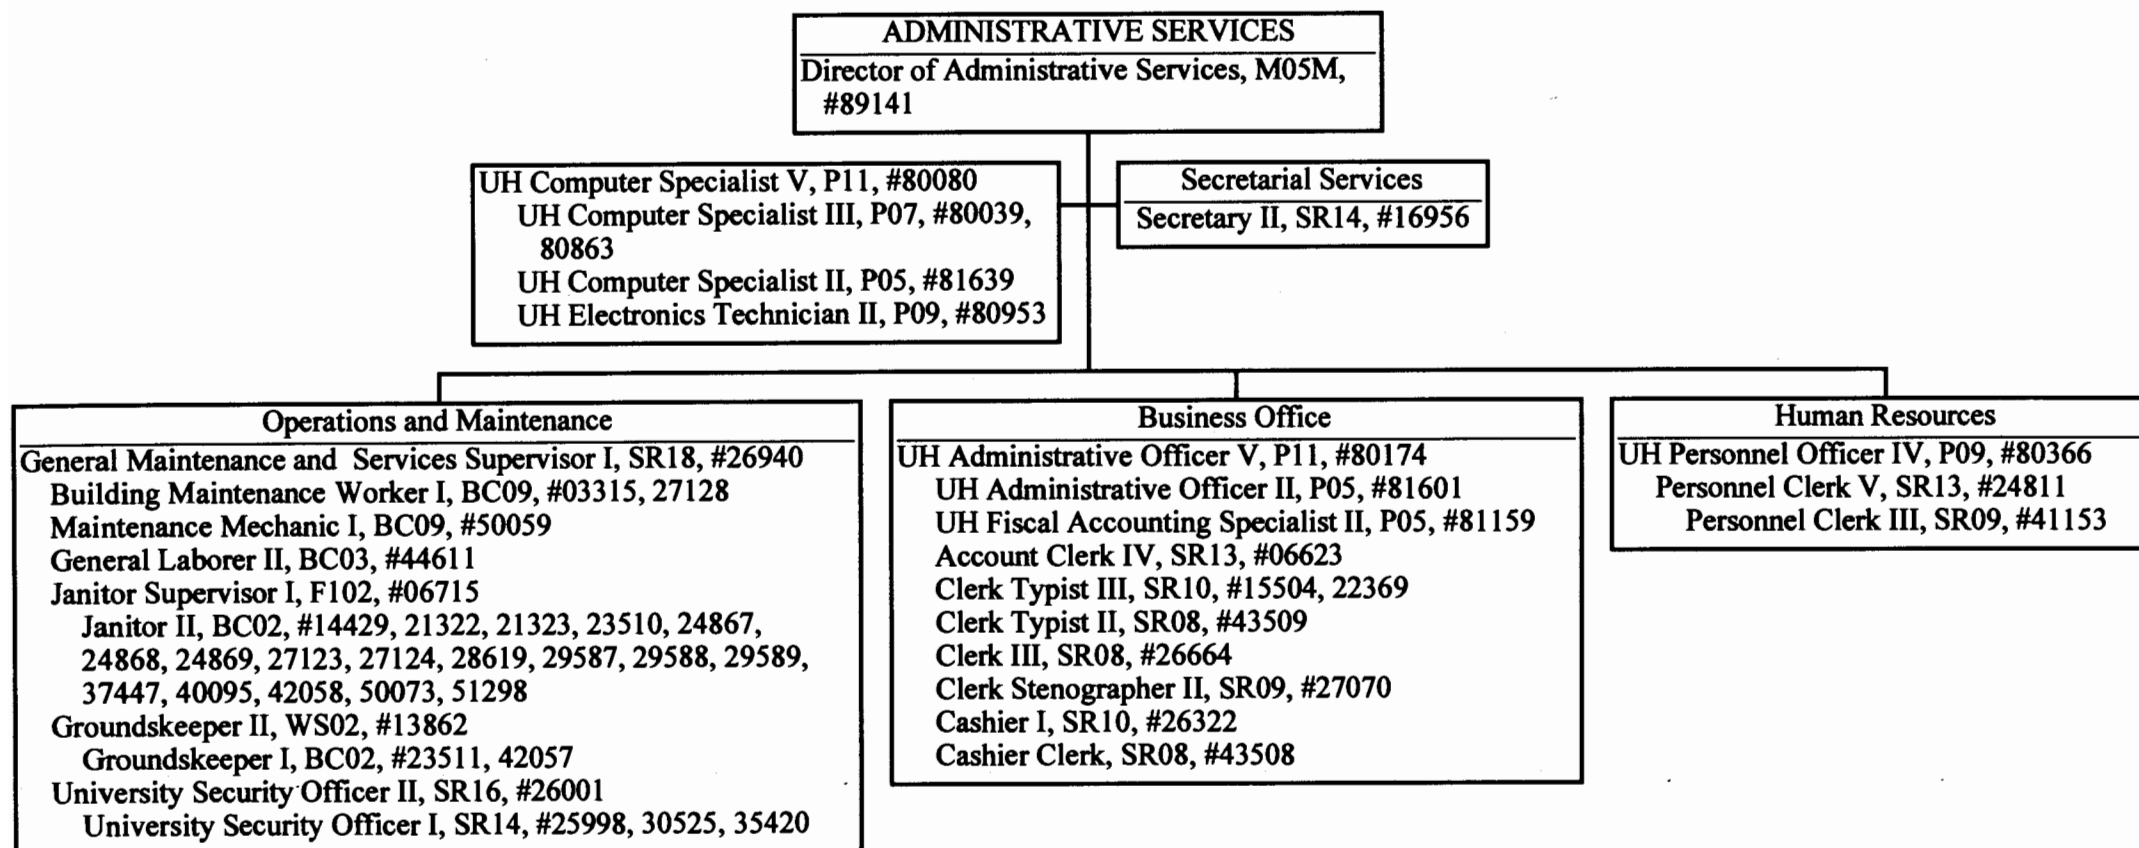 ADMINISTRATIVE SERVICES
Director of Administrative Services, M05M,
#89141
UH Computer Specialist V, P11, #80080
UH Computer Specialist III, P07, #80039,
80863
UH Computer Specialist II, P05, #81639
UH Electronics Technician II, P09, #80953
Secretarial Services
Secretary II, SR14, #16956
Operations and Maintenance
General Maintenance and Services Supervisor I, SR18, #26940
Building Maintenance Worker I, BC09, #03315, 27128
Maintenance Mechanic I, BC09, #50059
General Laborer II, BC03, #44611
Janitor Supervisor I, F102, #06715
Janitor II, BC02, #14429, 21322, 21323, 23510, 24867,
24868, 24869, 27123, 27124, 28619, 29587, 29588, 29589,
37447, 40095, 42058, 50073, 51298
Groundskeeper II, WS02, #13862
Groundskeeper I, BC02, #23511, 42057
University Security Officer II, SR16, #26001
University Security Officer I, SR14, #25998, 30525, 35420
Business Office
UH Administrative Officer V, P11, #80174
UH Administrative Officer II, P05, #81601
UH Fiscal Accounting Specialist II, P05, #81159
Account Clerk IV, SR13, #06623
Clerk Typist III, SR10, #15504, 22369
Clerk Typist II, SR08, #43509
Clerk III, SR08, #26664
Clerk Stenographer II, SR09, #27070
Cashier I, SR10, #26322
Cashier Clerk, SR08, #43508
Human Resources
UH Personnel Officer IV, P09, #80366
Personnel Clerk V, SR13, #24811
Personnel Clerk III, SR09, #41153